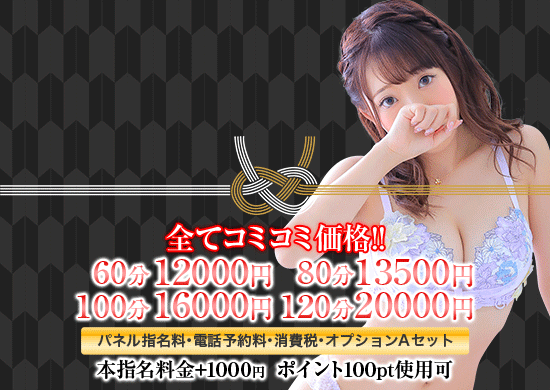 全てコミコミ価格!!
60分12000円 80分13500円
100分16000円 120分20000円
パネル指名料・電話予約料・消費税・オプションAセット
本指名料金+1000円 ポイント100pt使用可